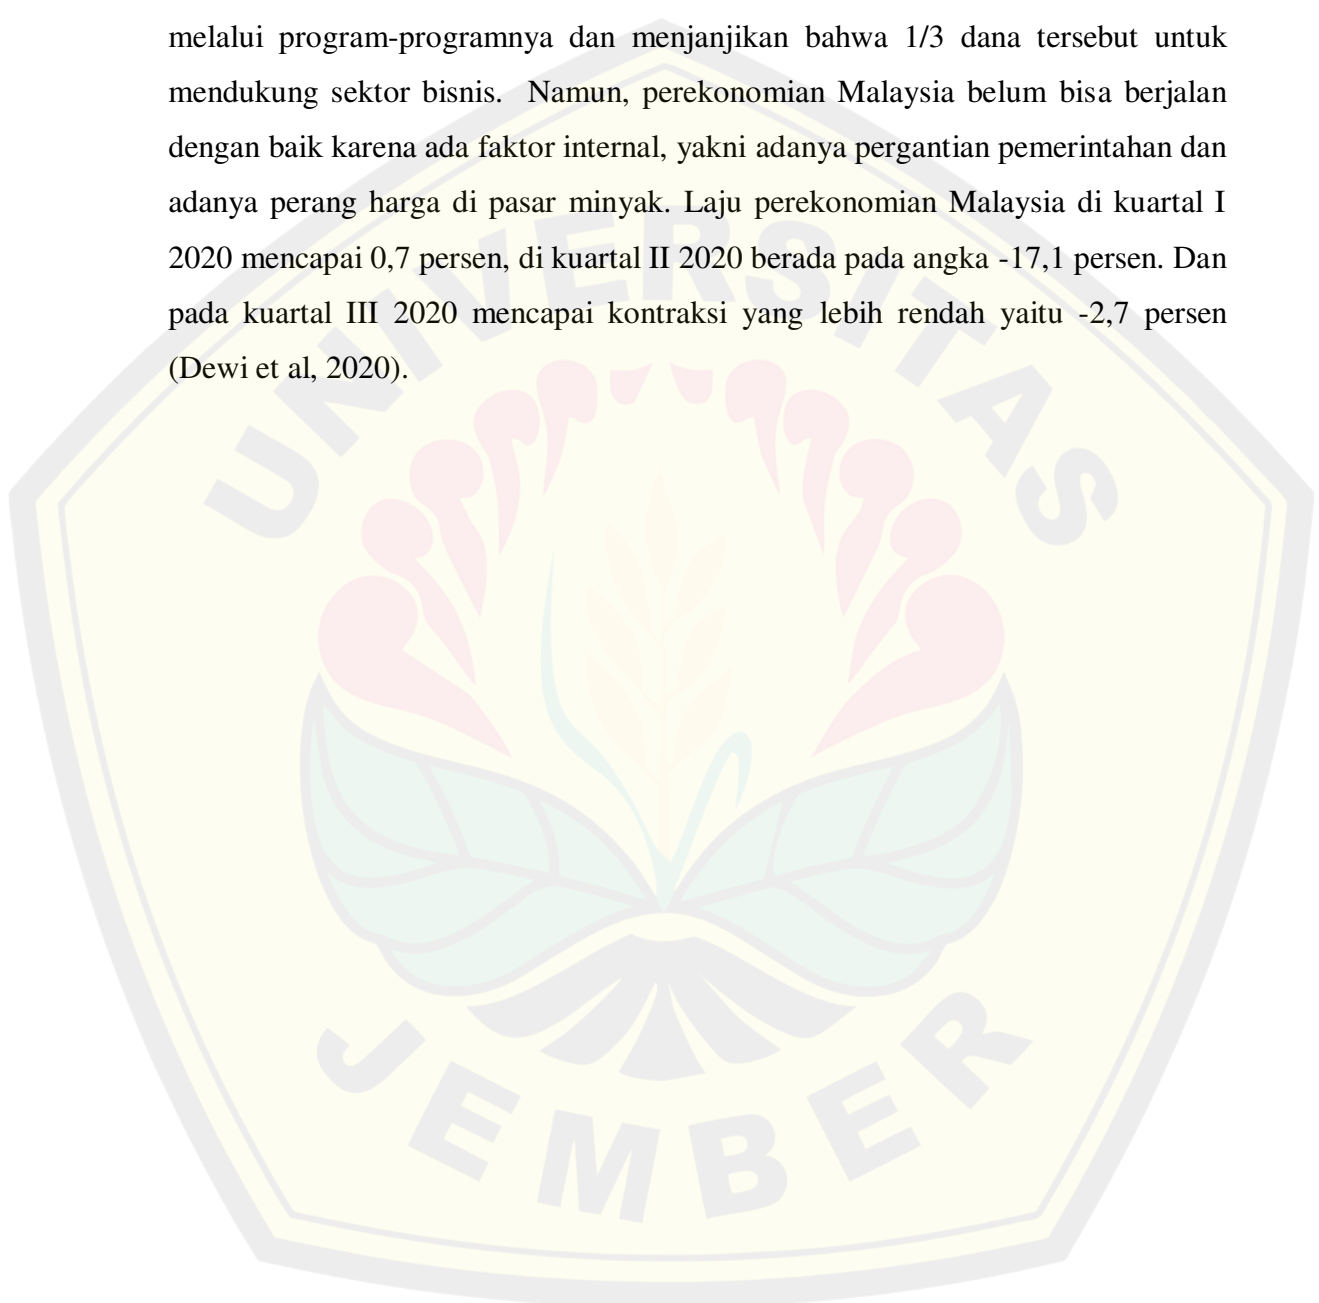 melalui program-programnya dan menjanjikan bahwa 1/3 dana tersebut untuk
mendukung sektor bisnis.  Namun, perekonomian Malaysia belum bisa berjalan
dengan baik karena ada faktor internal, yakni adanya pergantian pemerintahan dan
adanya perang harga di pasar minyak. Laju perekonomian Malaysia di kuartal I
2020 mencapai 0,7 persen, di kuartal II 2020 berada pada angka -17,1 persen. Dan
pada kuartal III 2020 mencapai kontraksi yang lebih rendah yaitu -2,7 persen
(Dewi et al, 2020).
UNIVERSITAS
JEMBER